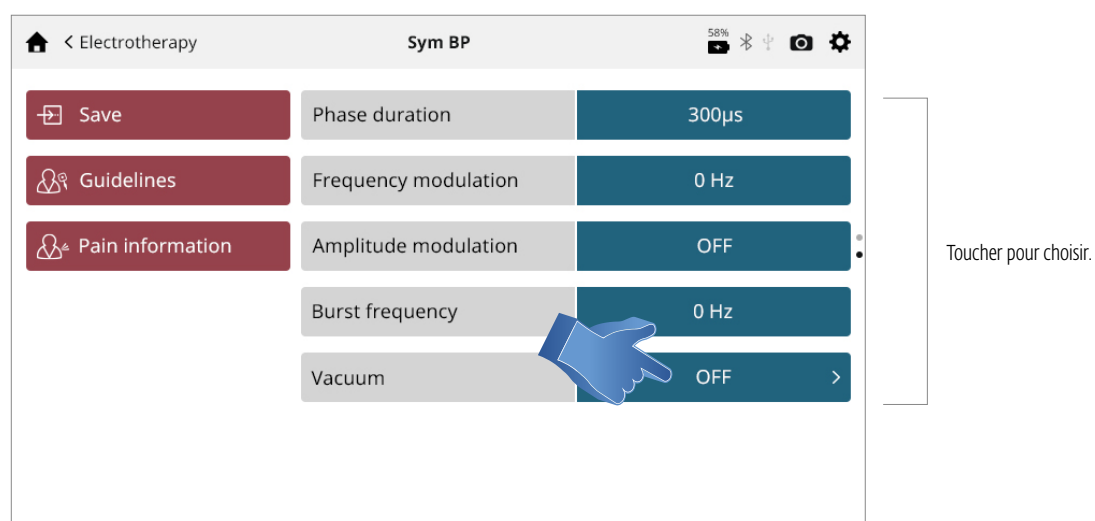 < Electrotherapy Sym BP 58%
Save Phase duration 300µs
Guidelines Frequency modulation 0 Hz
Pain information Amplitude modulation OFF
Toucher pour choisir.
Burst frequency 0 Hz
Vacuum OFF >